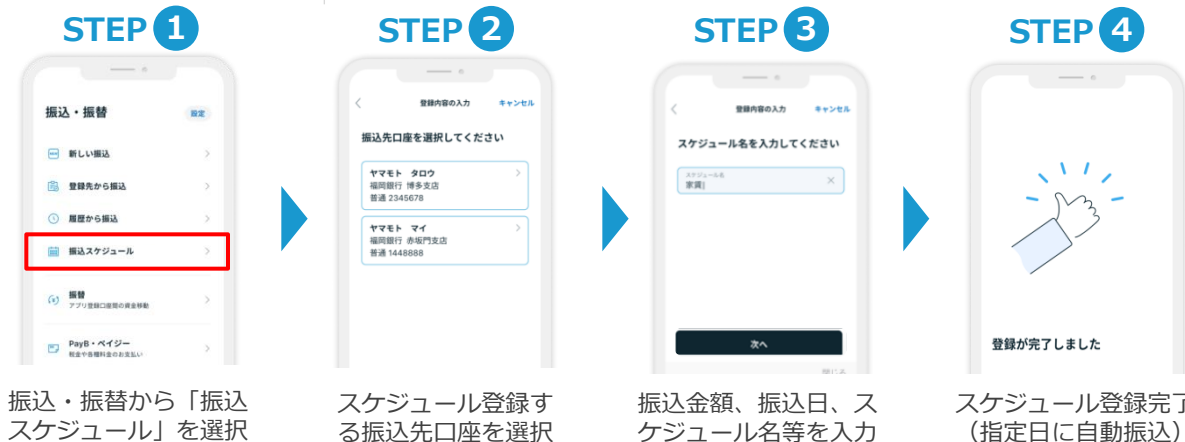 STEP 1
振込・振替
設定
新しい振込
登録先から振込
履歴から振込
振込スケジュール
振替
アプリ登録口座間の資金移動
PayB・ペイジー
税金や各種料金のお支払い
振込・振替から「振込
スケジュール」を選択
STEP 2
登録内容の入力
キャンセル
振込先口座を選択してください
ヤマモト タロウ
福岡銀行 博多支店
普通 2345678
ヤマモト マイ
福岡銀行 赤坂門支店
普通 1448888
スケジュール登録す
る振込先口座を選択
STEP 3
登録内容の入力
キャンセル
スケジュール名を入力してください
スケジュール名
家賃
次へ
閉じる
振込金額、振込日、ス
ケジュール名等を入力
STEP 4
登録が完了しました
スケジュール登録完了
（指定日に自動振込）